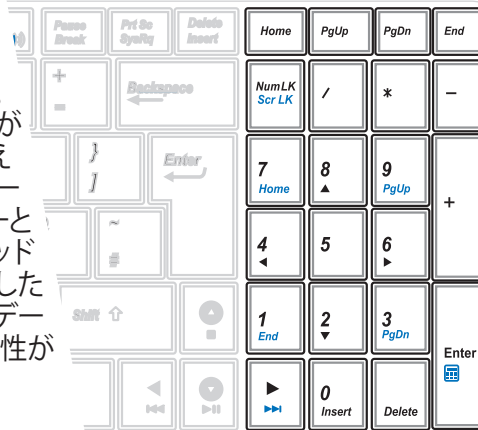 Pause Prt Sc Delete Home PgUp PgDn End
Break SysRq Insert
+ Backspace NumLK / * −
− Scr LK
が
え } Enter 7 8 9
ー ] Home PgUp +
ーと
ッド ~ 4 5 6
した #
デー Shift 1 2 3
性が End PgDn Enter
0
Insert Delete